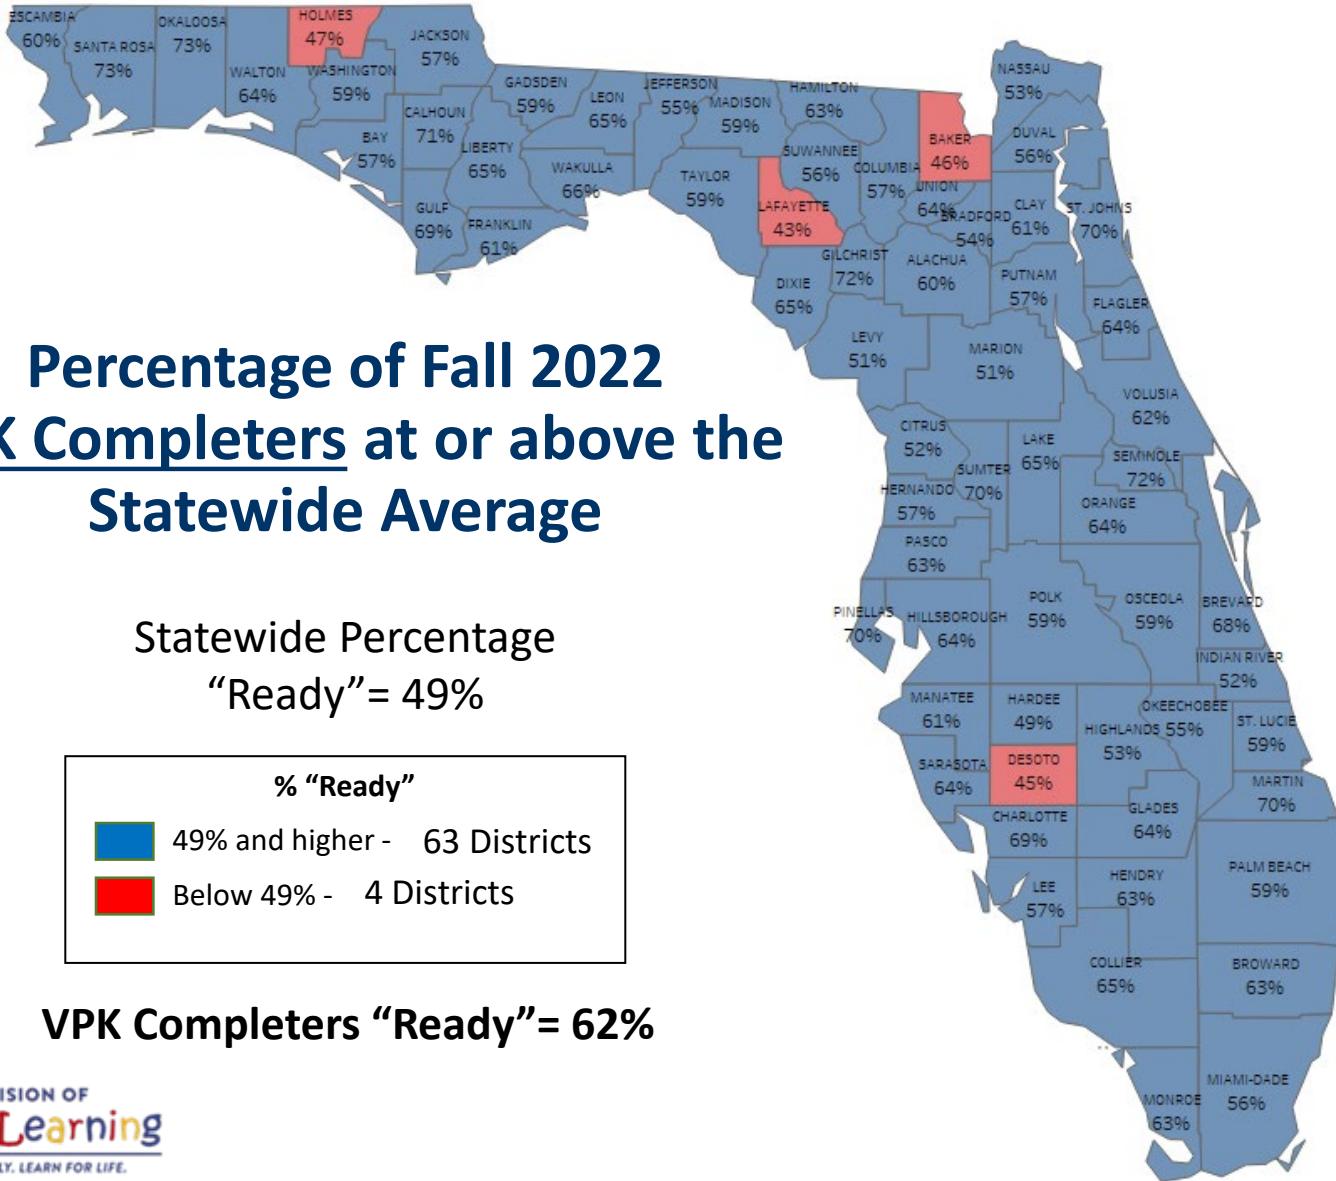 ESCAMBIA
60%
SANTA ROSA
73%
OKALOOSA
73%
WALTON
64%
HOLMES
47%
WASHINGTON
59%
JACKSON
57%
BAY
57%
CALHOUN
71%
GULF
69%
LIBERTY
65%
FRANKLIN
61%
GADSDEN
59%
LEON
65%
WAKULLA
66%
JEFFERSON
55%
MADISON
59%
TAYLOR
59%
HAMILTON
63%
SUWANNEE
56%
LAFAYETTE
43%
DIXIE
65%
COLUMBIA
57%
GILCHRIST
72%
BAKER
46%
UNION
64%
BRADFORD
54%
ALACHUA
60%
NASSAU
53%
DUVAL
56%
CLAY
61%
ST. JOHNS
70%
PUTNAM
57%
FLAGLER
64%
LEVY
51%
MARION
51%
VOLUSIA
62%
CITRUS
52%
SUMTER
70%
LAKE
65%
SEMINOLE
72%
ORANGE
64%
HERNANDO
57%
PASCO
63%
PINELLAS
70%
HILLSBOROUGH
64%
POLK
59%
OSCEOLA
59%
BREVARD
68%
INDIAN RIVER
52%
MANATEE
61%
HARDEE
49%
HIGHLANDS
53%
OKEECHOBEE
55%
ST. LUCIE
59%
SARASOTA
64%
DESOTO
45%
MARTIN
70%
CHARLOTTE
69%
GLADES
64%
LEE
57%
HENDRY
63%
PALM BEACH
59%
COLLIER
65%
BROWARD
63%
MONROE
63%
MIAMI-DADE
56%
Percentage of Fall 2022
K Completers at or above the
Statewide Average
Statewide Percentage
“Ready”= 49%
% “Ready”
49% and higher - 63 Districts
Below 49% - 4 Districts
VPK Completers “Ready”= 62%
ISION OF
Learning
LY. LEARN FOR LIFE.